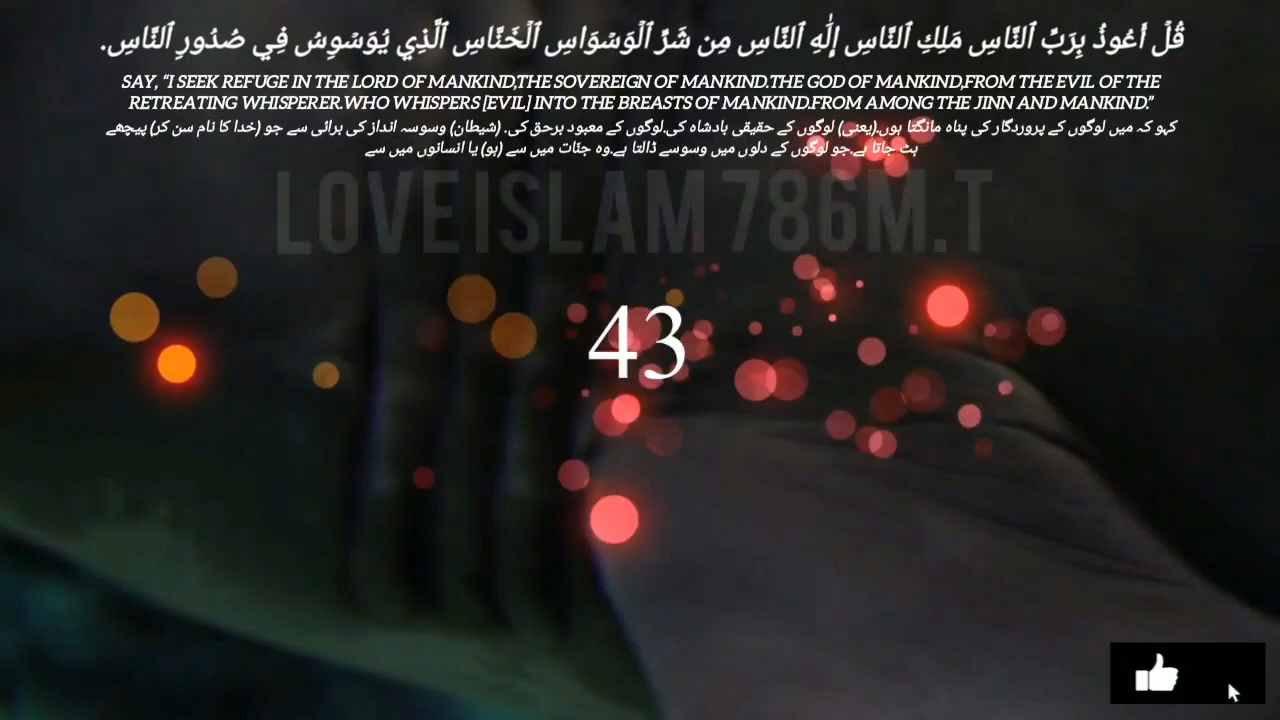 قُلْ أَعُوذُ بِرَبِّ ٱلنَّاسِ مَلِكِ ٱلنَّاسِ إِلَٰهِ ٱلنَّاسِ مِن شَرِّ ٱلْوَسْوَاسِ ٱلْخَنَّاسِ ٱلَّذِي يُوَسْوِسُ فِي صُدُورِ ٱلنَّاسِ.
SAY, “I SEEK REFUGE IN THE LORD OF MANKIND,THE SOVEREIGN OF MANKIND.THE GOD OF MANKIND,FROM THE EVIL OF THE
RETREATING WHISPERER.WHO WHISPERS [EVIL] INTO THE BREASTS OF MANKIND.FROM AMONG THE JINN AND MANKIND.”
کہو کہ میں لوگوں کے پروردگار کی پناہ مانگتا ہوں.(یعنی) لوگوں کے حقیقی بادشاہ کی.لوگوں کے معبود برحق کی. (شیطان) وسوسہ انداز کی برائی سے جو (خدا کا نام سن کر) پیچھے
ہٹ جاتا ہے.جو لوگوں کے دلوں میں وسوسے ڈالتا ہے.وہ جنّات میں سے (ہو) یا انسانوں میں سے
LOVE ISLAM 786M.T
43